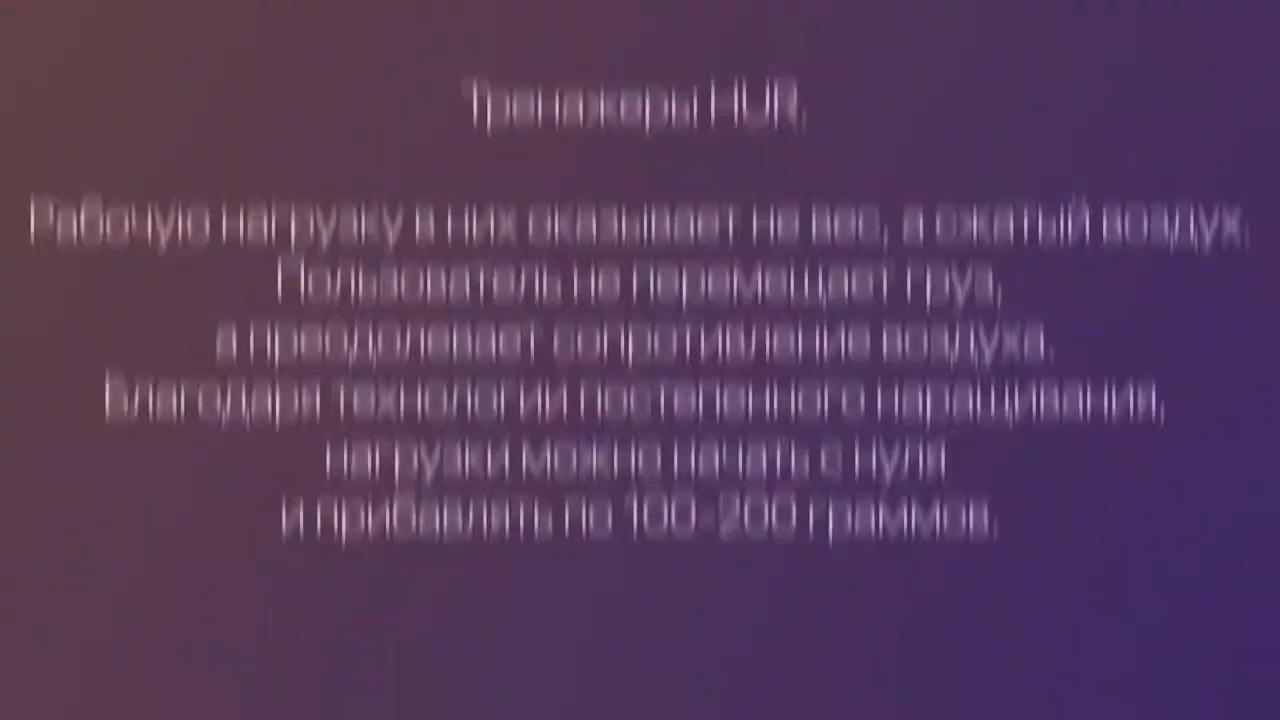 Тренажеры HUR.
Рабочую нагрузку в них оказывает не вес, а сжатый воздух.
Пользователь не перемещает груз,
а преодолевает сопротивление воздуха.
Благодаря технологии постепенного наращивания,
нагрузки можно начать с нуля
и прибавлять по 100-200 граммов.